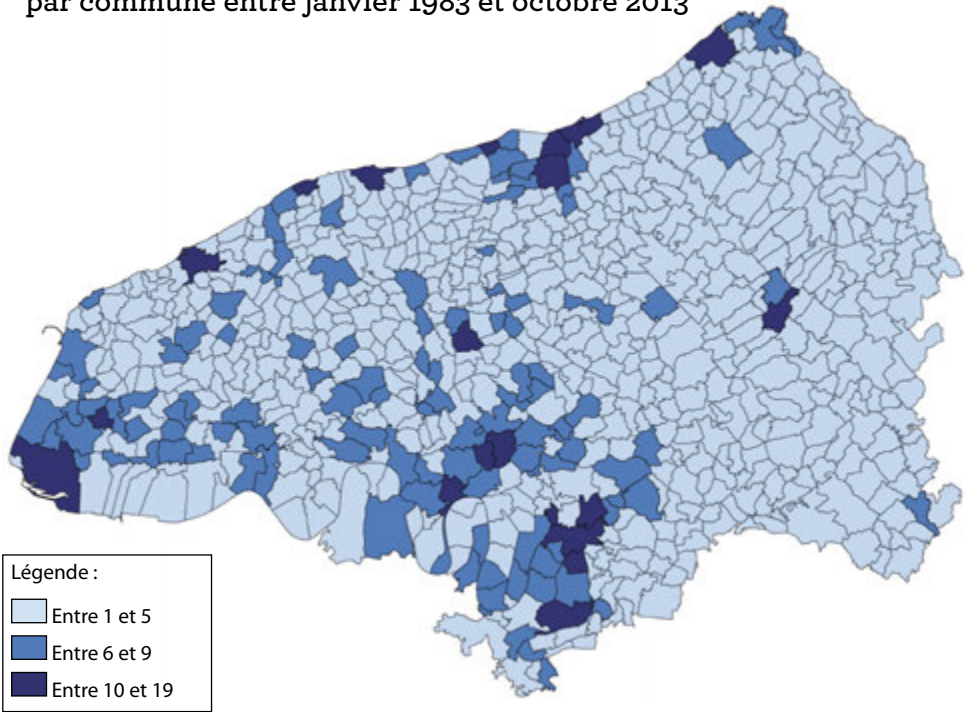 par commune entre janvier 1983 et octobre 2013
Légende :
Entre 1 et 5
Entre 6 et 9
Entre 10 et 19